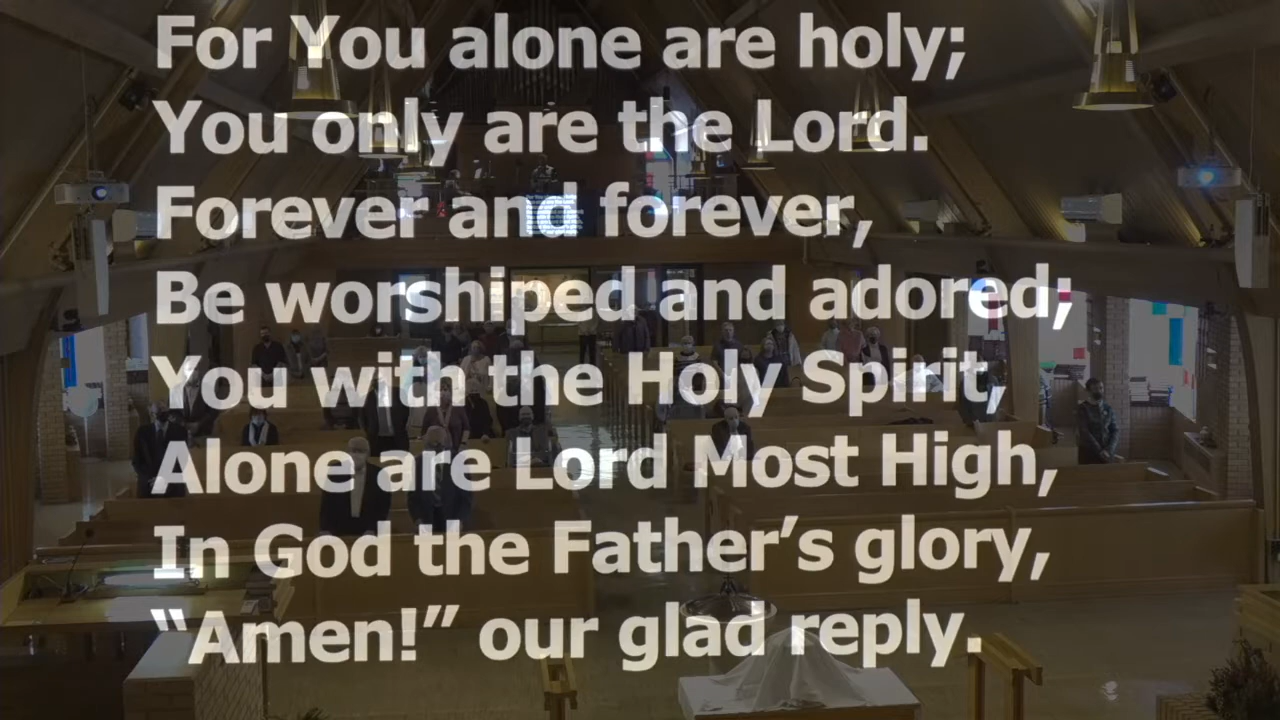 For You alone are holy;
You only are the Lord.
Forever and forever,
Be worshiped and adored;
You with the Holy Spirit,
Alone are Lord Most High,
In God the Father’s glory,
“Amen!” our glad reply.